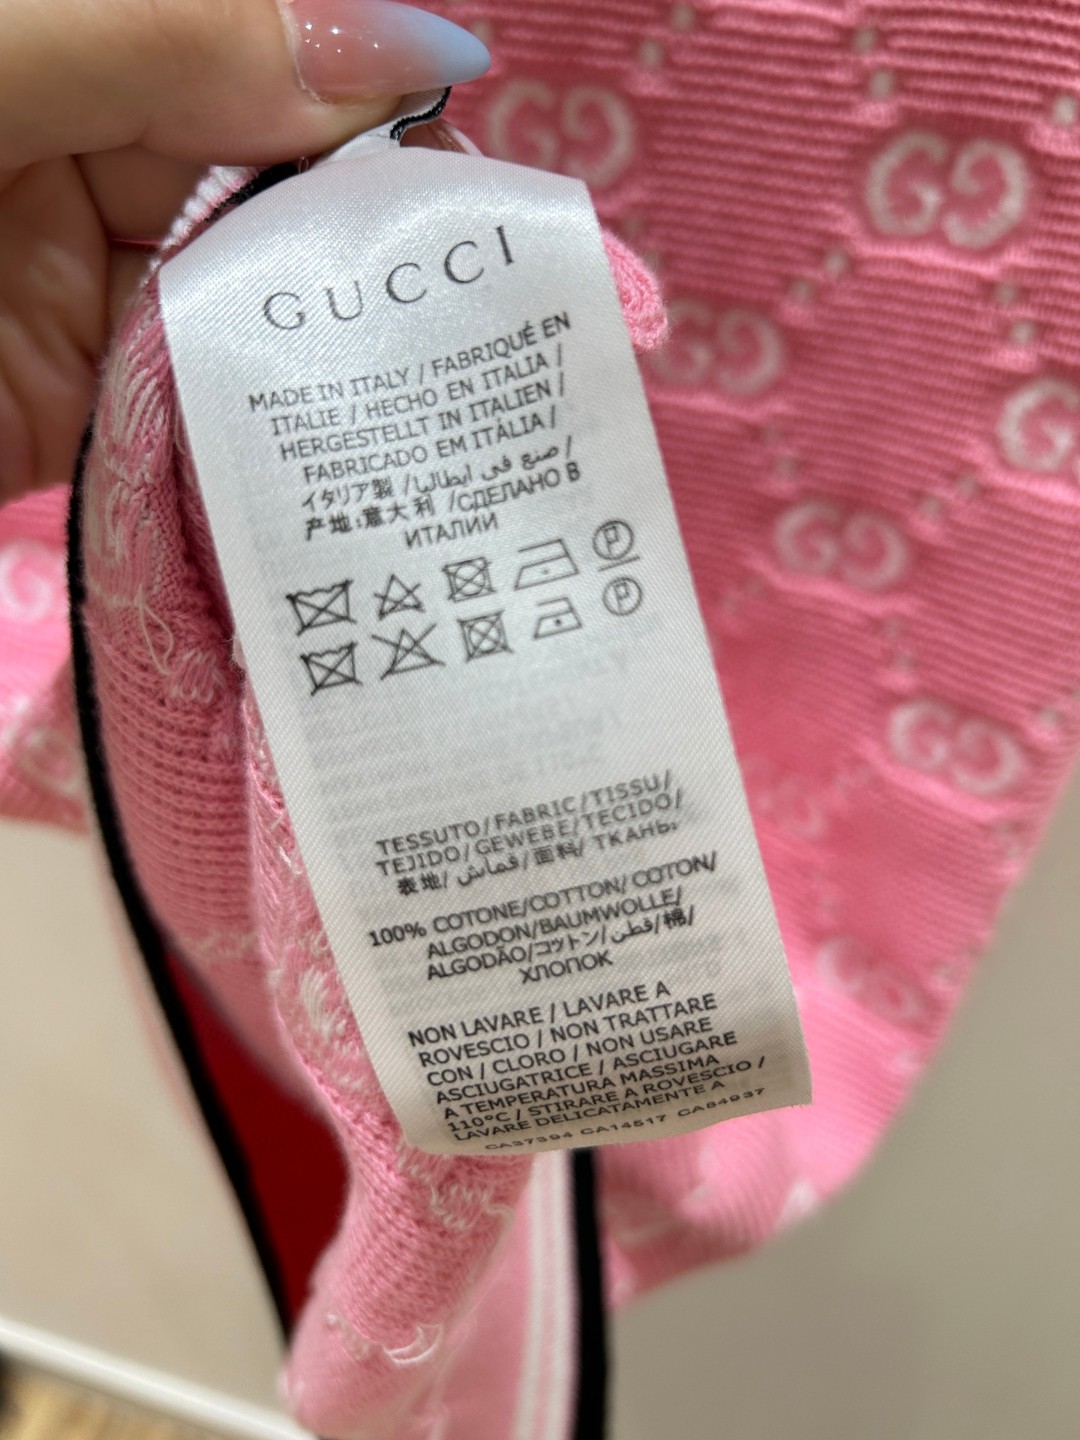 GUCCI
MADE IN ITALY / FABRIQUÉ EN
ITALIE / HECHO EN ITALIA /
HERGESTELLT IN ITALIEN /
FABRICADO EM ITÁLIA /
イタリア製 / صنع في ايطاليا /
产地:意大利 /СДЕЛАНО В
ИТАЛИИ
TESSUTO/FABRIC/TISSU/
TEJIDO/GEWEBE/TECIDO/
表地/ قماش/面料/ ТКАНЬ:
100% COTONE/COTTON/COTON/
ALGODON/BAUMWOLLE/
ALGODÃO/コットン/قطن/棉/
ХЛОПОК
NON LAVARE / LAVARE A
ROVESCIO / NON TRATTARE
CON / CLORO / NON USARE
ASCIUGATRICE / ASCIUGARE
A TEMPERATURA MASSIMA
110°C / STIRARE A ROVESCIO /
LAVARE DELICATAMENTE A
CA37394 CA14517 CA84937